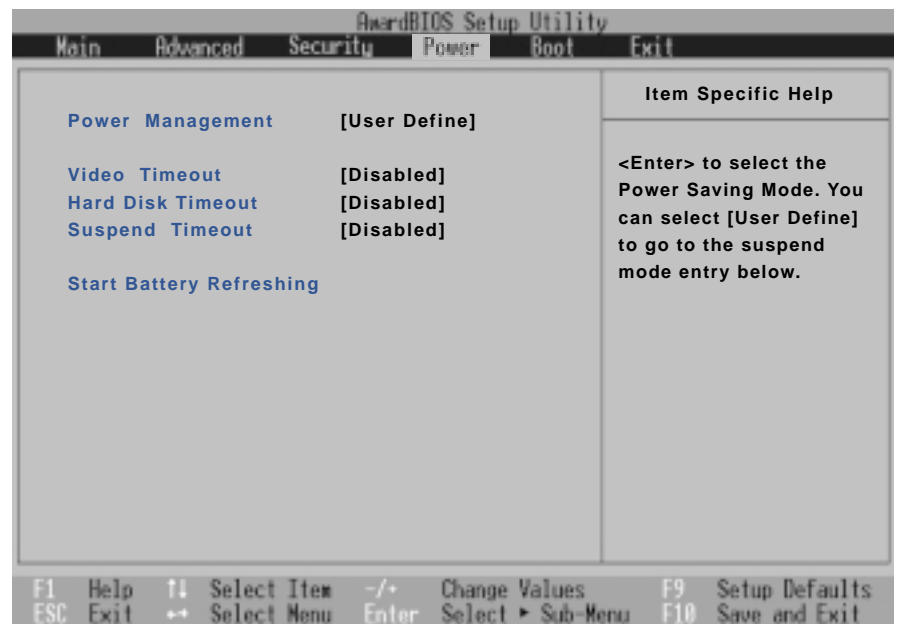 AwardBIOS Setup Utility
Main Advanced Security Power Boot Exit
Power Management [User Define]
Video Timeout [Disabled]
Hard Disk Timeout [Disabled]
Suspend Timeout [Disabled]
Start Battery Refreshing
Item Specific Help
<Enter> to select the
Power Saving Mode. You
can select [User Define]
to go to the suspend
mode entry below.
F1 Help ↑↓ Select Item -/+ Change Values F9 Setup Defaults
ESC Exit ←→ Select Menu Enter Select ► Sub-Menu F10 Save and Exit